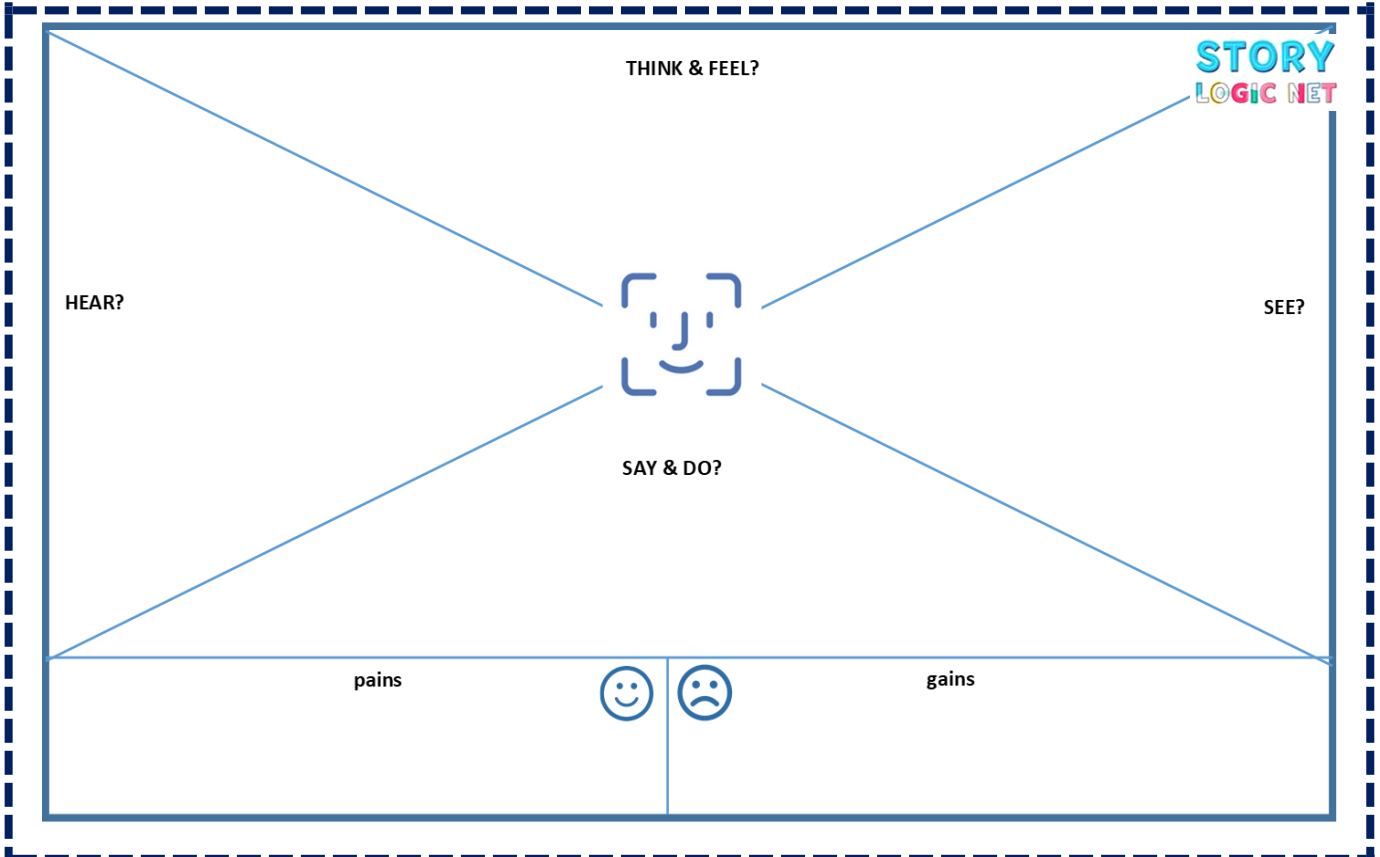 THINK & FEEL?
STORY
LOGIC NET
HEAR?
SEE?
SAY & DO?
pains
gains